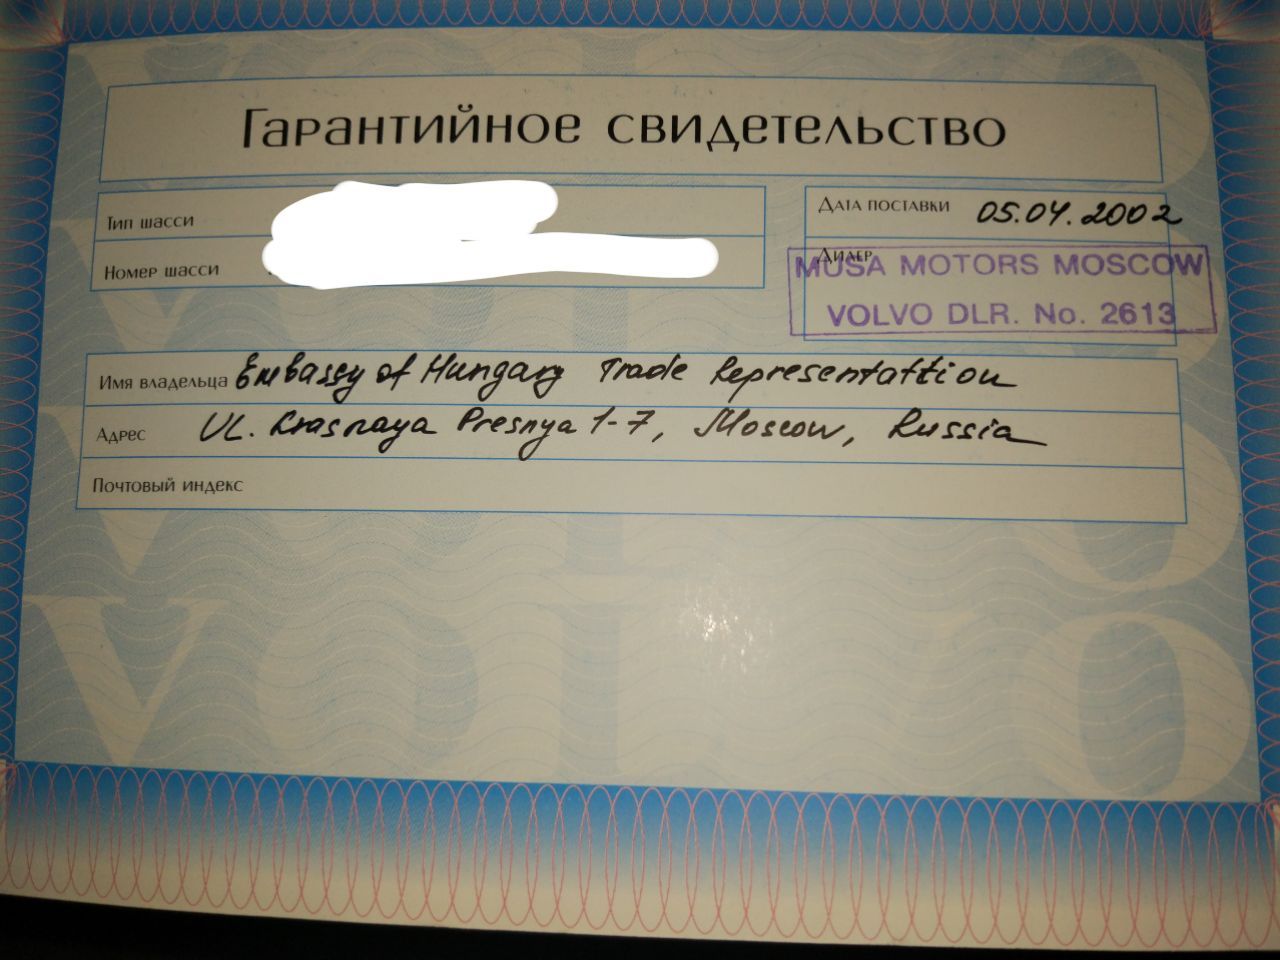 Гарантийное свидетельство
Тип шасси
Номер шасси
Дата поставки 05.04.2002
Дилер
MUSA MOTORS MOSCOW
VOLVO DLR. No. 2613
Имя владельца Embassy of Hungary Trade Representattion
Адрес UL. Krasnaya Presnya 1-7, Moscow, Russia
Почтовый индекс
VOLVO